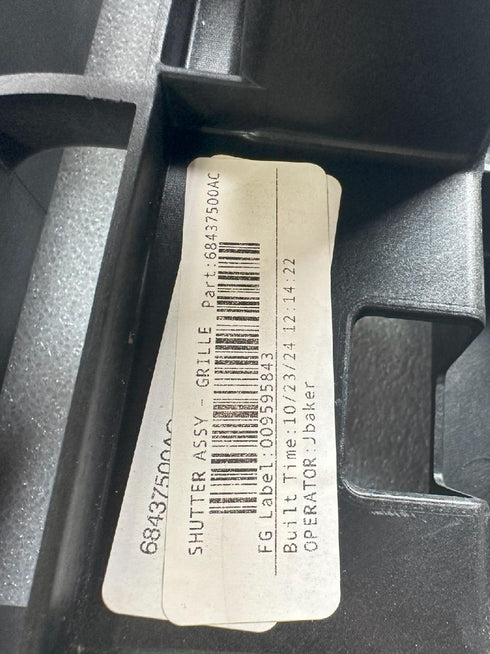 SHUTTER ASSY - GRILLE Part:68437500AC
FG Label:009595843
Built Time:10/23/24 12:14:22
OPERATOR:Jbaker
68437500AC